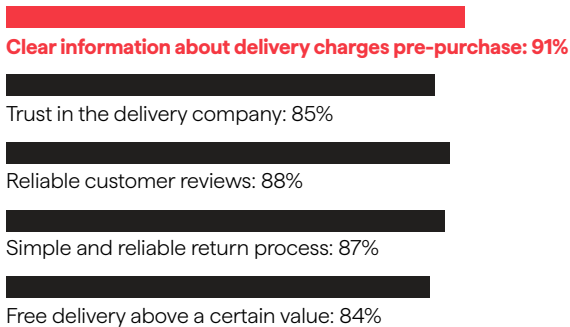 Clear information about delivery charges pre-purchase: 91%
Trust in the delivery company: 85%
Reliable customer reviews: 88%
Simple and reliable return process: 87%
Free delivery above a certain value: 84%